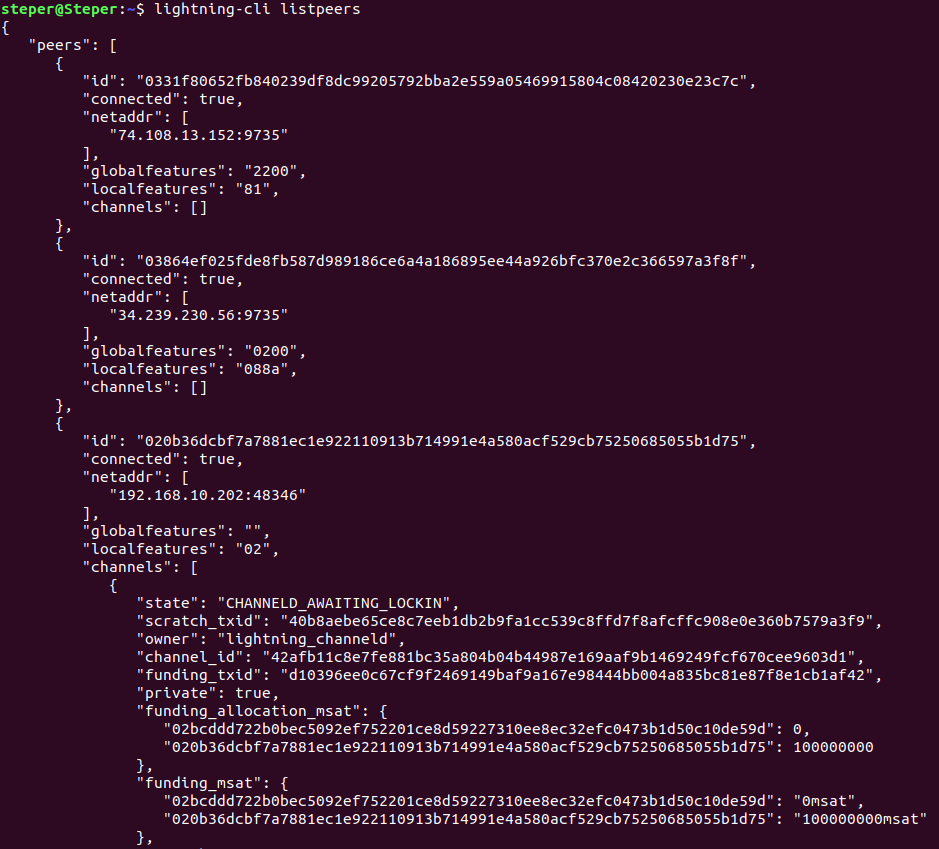 steper@Steper:~$ lightning-cli listpeers
{
   "peers": [
      {
         "id": "0331f80652fb840239df8dc99205792bba2e559a05469915804c08420230e23c7c",
         "connected": true,
         "netaddr": [
            "74.108.13.152:9735"
         ],
         "globalfeatures": "2200",
         "localfeatures": "81",
         "channels": []
      },
      {
         "id": "03864ef025fde8fb587d989186ce6a4a186895ee44a926bfc370e2c366597a3f8f",
         "connected": true,
         "netaddr": [
            "34.239.230.56:9735"
         ],
         "globalfeatures": "0200",
         "localfeatures": "088a",
         "channels": []
      },
      {
         "id": "020b36dcbf7a7881ec1e922110913b714991e4a580acf529cb75250685055b1d75",
         "connected": true,
         "netaddr": [
            "192.168.10.202:48346"
         ],
         "globalfeatures": "",
         "localfeatures": "02",
         "channels": [
            {
               "state": "CHANNELD_AWAITING_LOCKIN",
               "scratch_txid": "40b8aebe65ce8c7eeb1db2b9fa1cc539c8ffd7f8afcffc908e0e360b7579a3f9",
               "owner": "lightning_channeld",
               "channel_id": "42afb11c8e7fe881bc35a804b04b44987e169aaf9b1469249fcf670cee9603d1",
               "funding_txid": "d10396ee0c67cf9f2469149baf9a167e98444bb004a835bc81e87f8e1cb1af42",
               "private": true,
               "funding_allocation_msat": {
                  "02bcddd722b0bec5092ef752201ce8d59227310ee8ec32efc0473b1d50c10de59d": 0,
                  "020b36dcbf7a7881ec1e922110913b714991e4a580acf529cb75250685055b1d75": 100000000
               },
               "funding_msat": {
                  "02bcddd722b0bec5092ef752201ce8d59227310ee8ec32efc0473b1d50c10de59d": "0msat",
                  "020b36dcbf7a7881ec1e922110913b714991e4a580acf529cb75250685055b1d75": "100000000msat"
               },